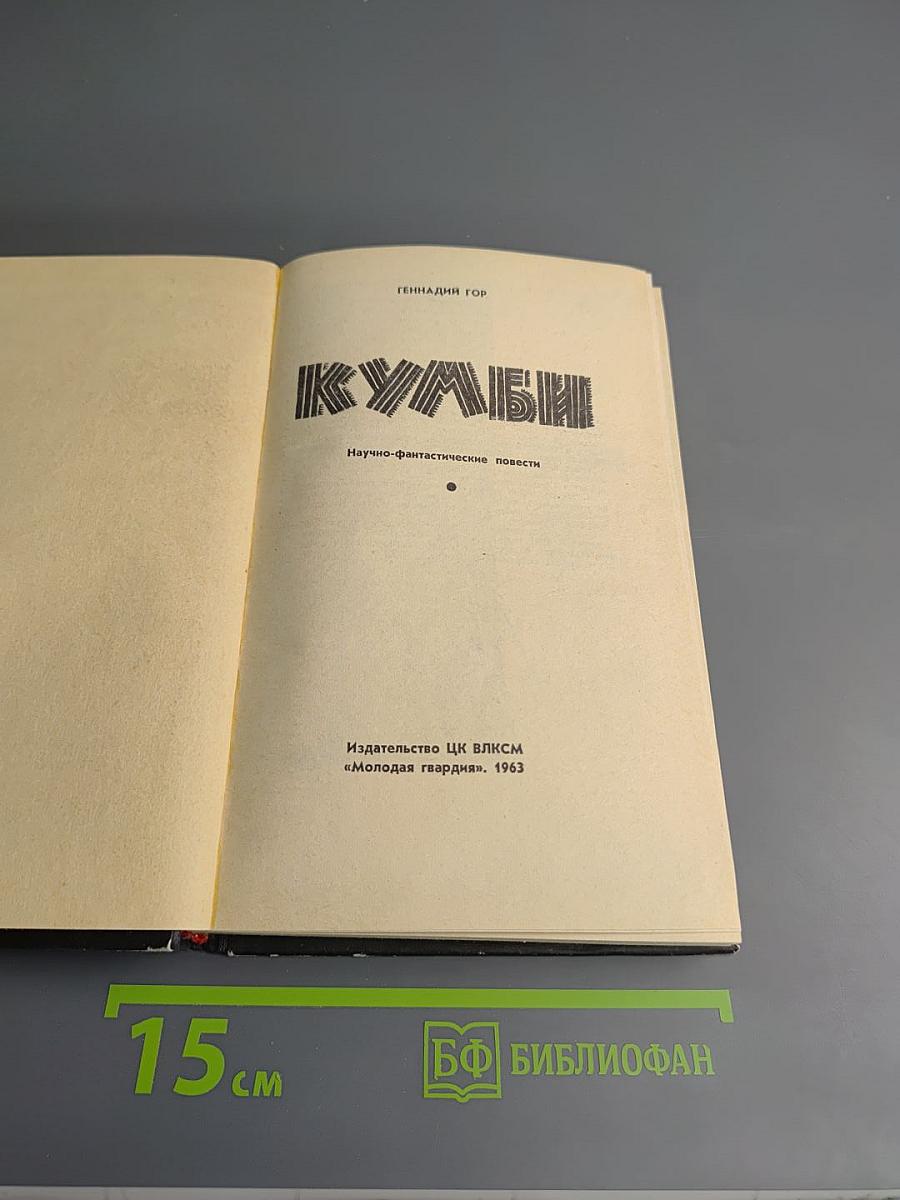 ГЕННАДИЙ ГОР
КУМБИ
Научно-фантастические повести
Издательство ЦК ВЛКСМ
«Молодая гвардия». 1963
15 см
БФ БИБЛИОФАН